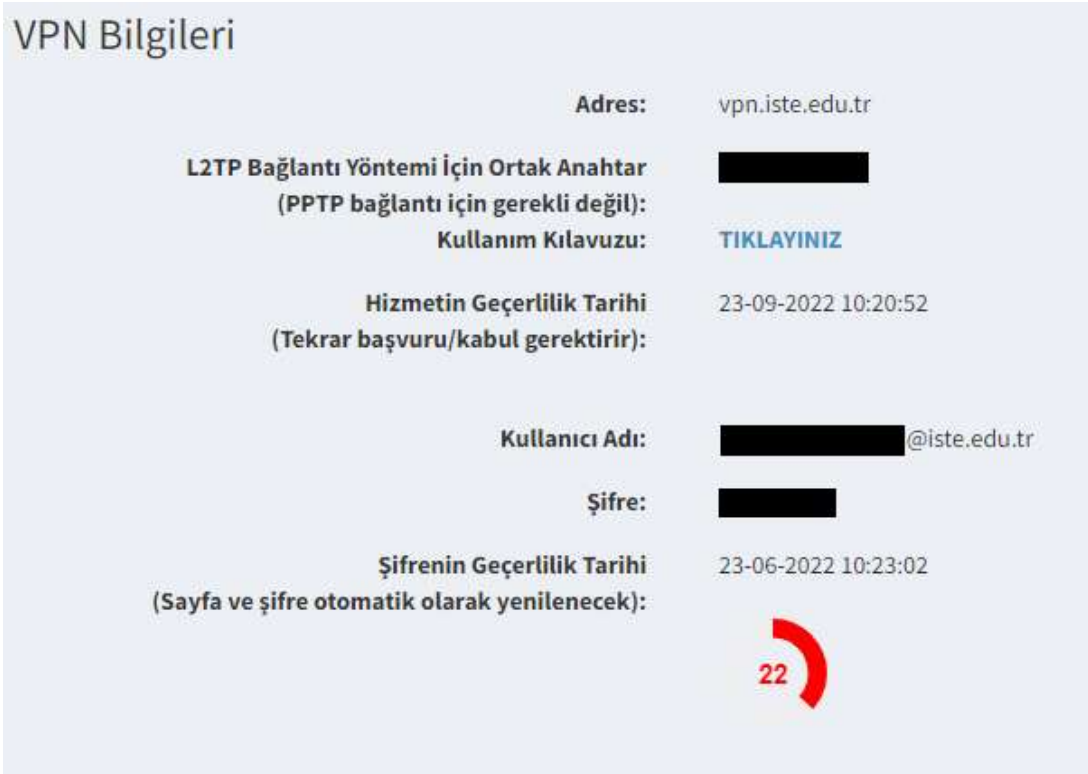 VPN Bilgileri
Adres: vpn.iste.edu.tr
L2TP Bağlantı Yöntemi İçin Ortak Anahtar
(PPTP bağlantı için gerekli değil):
Kullanım Kılavuzu: TIKLAYINIZ
Hizmetin Geçerlilik Tarihi 23-09-2022 10:20:52
(Tekrar başvuru/kabul gerektirir):
Kullanıcı Adı: @iste.edu.tr
Şifre:
Şifrenin Geçerlilik Tarihi 23-06-2022 10:23:02
(Sayfa ve şifre otomatik olarak yenilenecek):
22